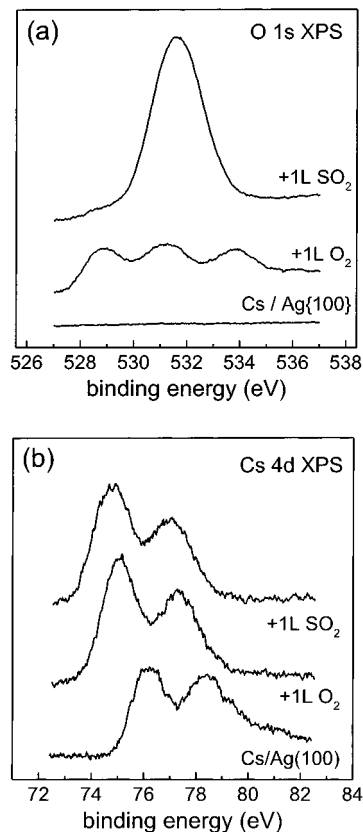 (a)
O 1s XPS
+1L SO₂
+1L O₂
Cs / Ag{100}
526 528 530 532 534 536 538
binding energy (eV)
(b)
Cs 4d XPS
+1L SO₂
+1L O₂
Cs/Ag(100)
72 74 76 78 80 82 84
binding energy (eV)